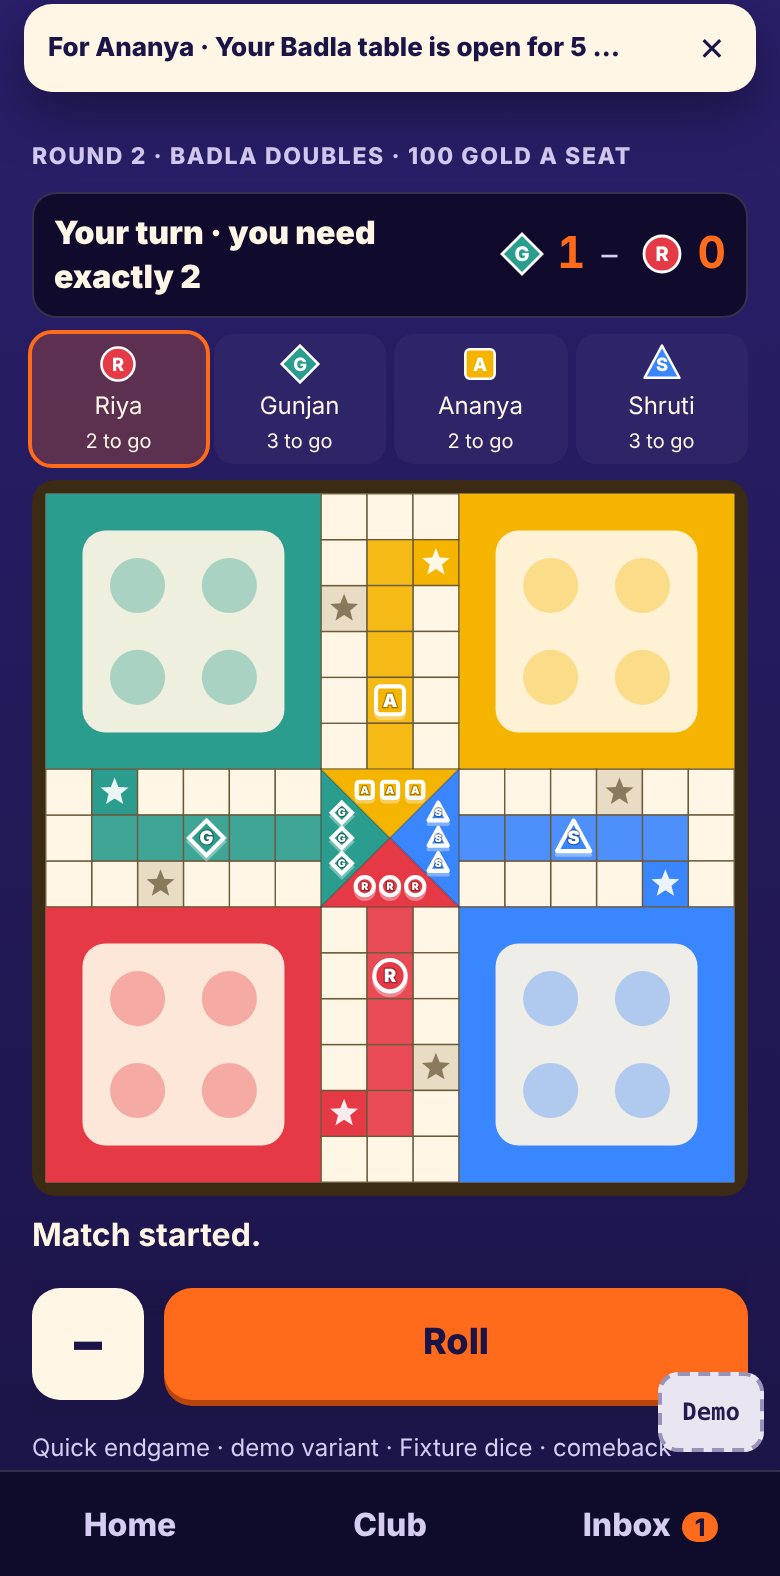 For Ananya · Your Badla table is open for 5 ...
×
ROUND 2 · BADLA DOUBLES · 100 GOLD A SEAT
Your turn · you need
exactly 2
G 1 – R 0
R G A S
Riya Gunjan Ananya Shruti
2 to go 3 to go 2 to go 3 to go
A
A A A
G S
G G S S
G S
R R R
R
Match started.
–
Roll
Demo
Quick endgame · demo variant · Fixture dice · comeback
Home Club Inbox 1